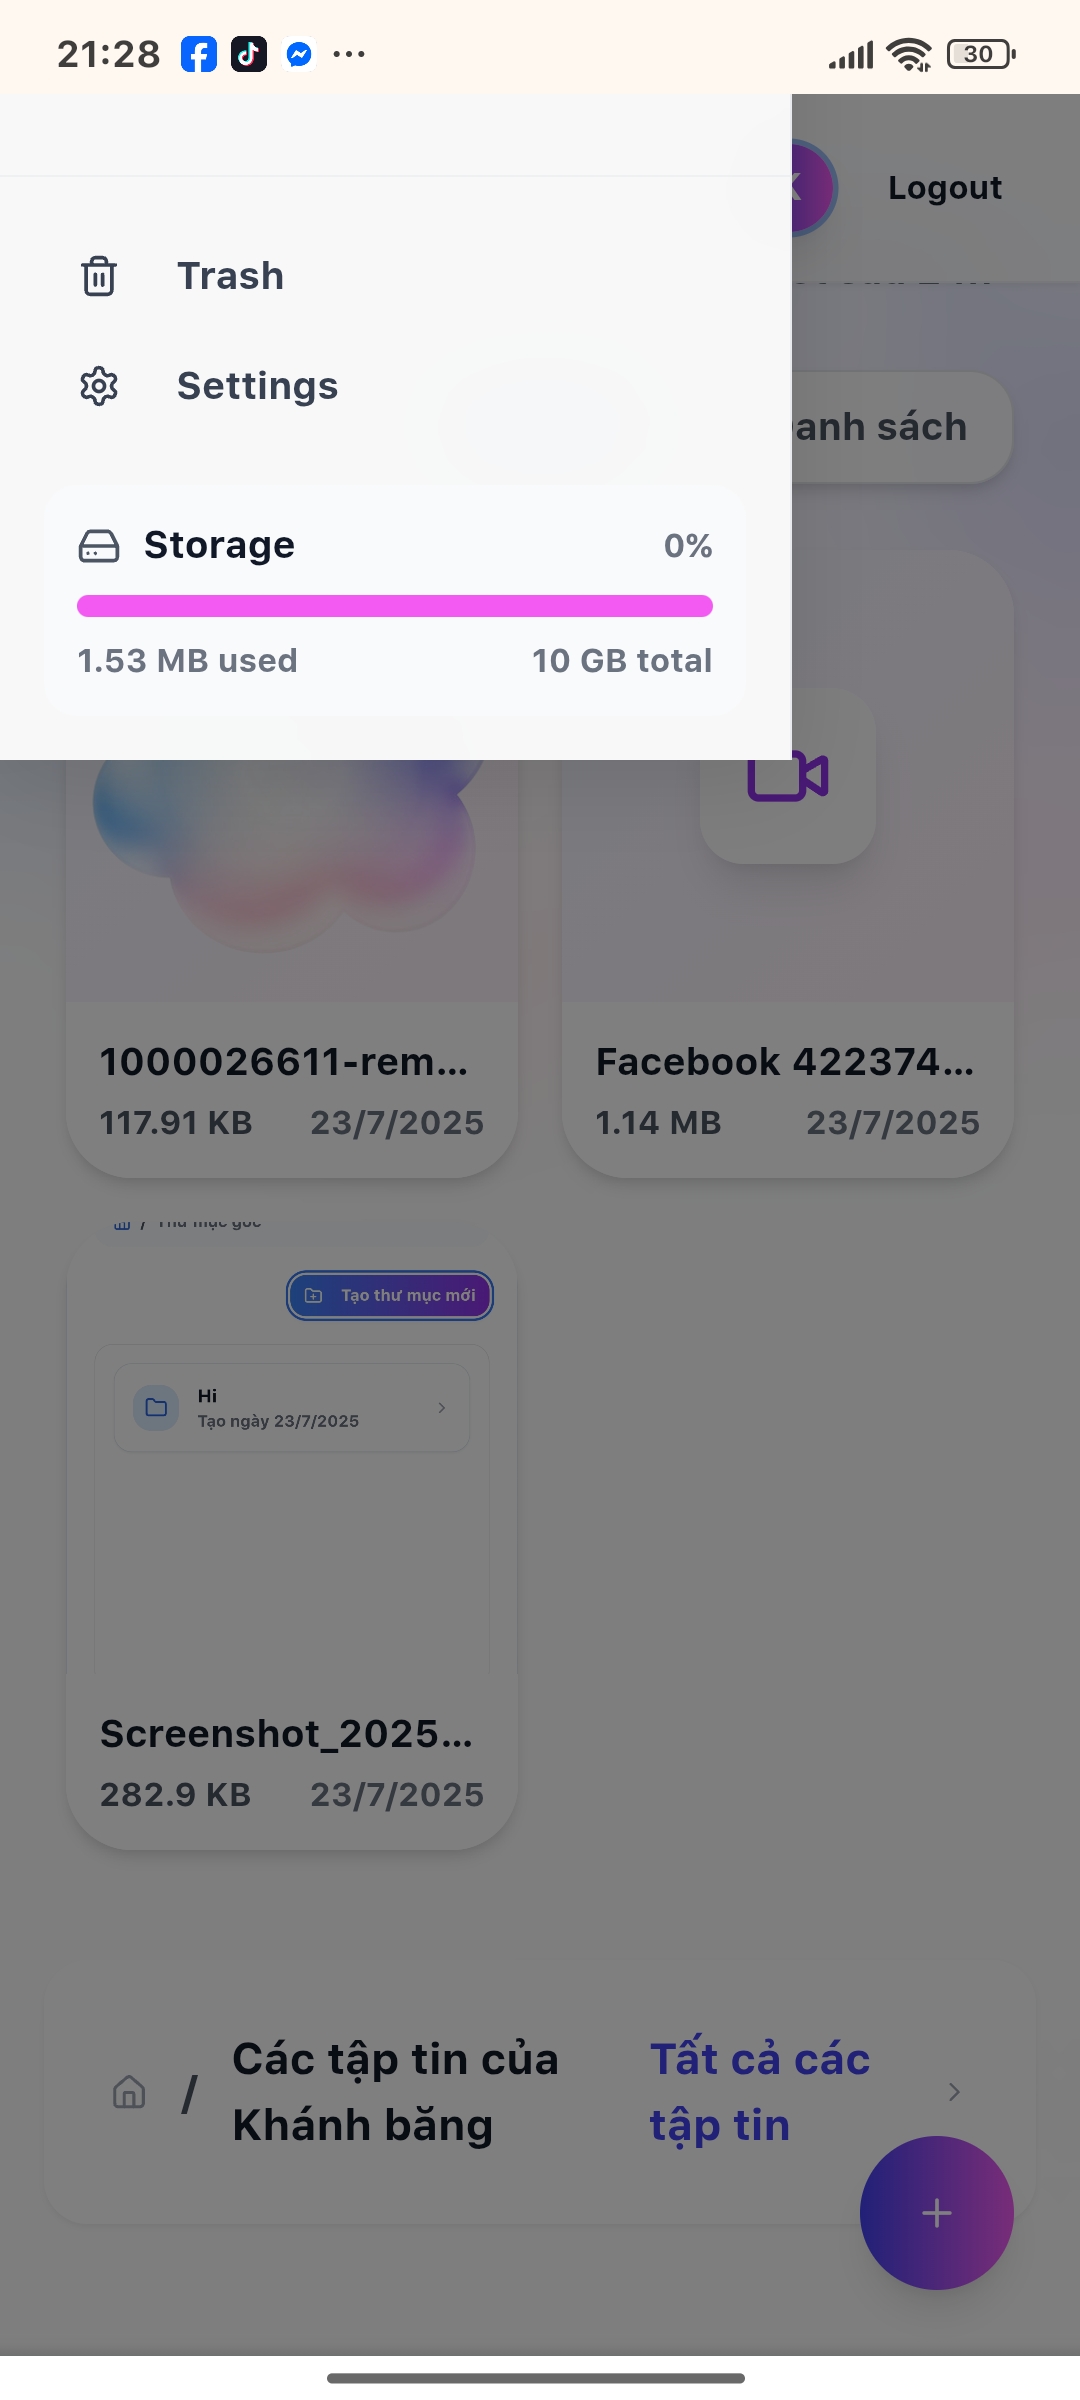 21:28
30
Logout
Trash
Settings
anh sách
Storage
0%
1.53 MB used
10 GB total
1000026611-rem...
117.91 KB
23/7/2025
Facebook 422374...
1.14 MB
23/7/2025
/ Thư mục gốc
Tạo thư mục mới
Hi
Tạo ngày 23/7/2025
Screenshot_2025...
282.9 KB
23/7/2025
/
Các tập tin của
Khánh băng
Tất cả các
tập tin